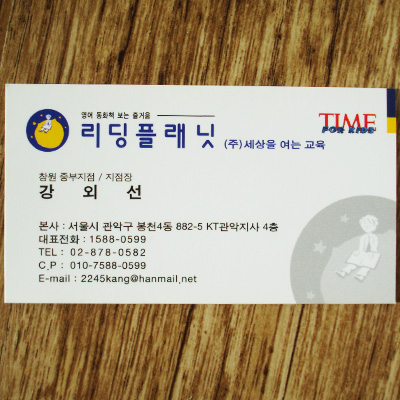 영어 동화책 보는 즐거움
리딩플래닛 (주)세상을 여는 교육
TIME
FOR KIDS
창원 중부지점 / 지점장
강 외 선
본사 : 서울시 관악구 봉천4동 882-5 KT관악지사 4층
대표전화 : 1588-0599
TEL : 02-878-0582
C,P : 010-7588-0599
E-mail : 2245kang@hanmail.net